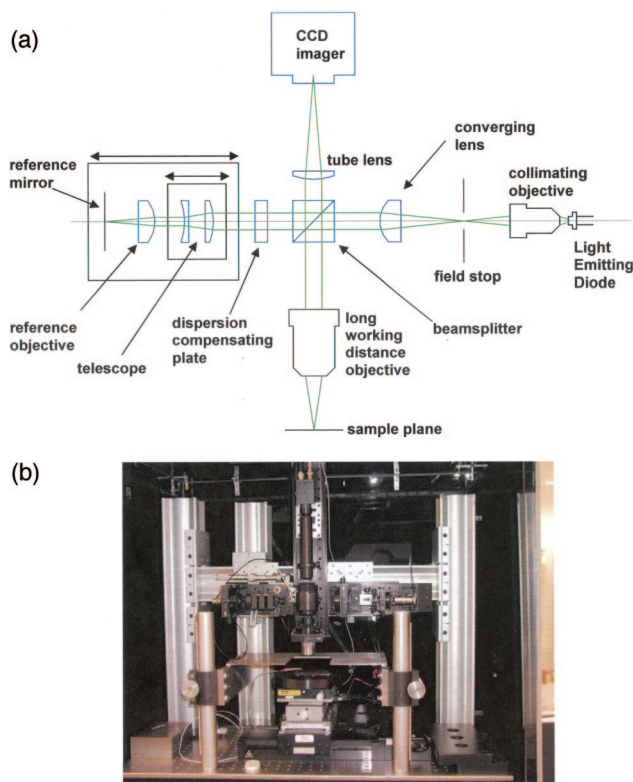 (a)
CCD
imager
tube lens
converging
lens
collimating
objective
reference
mirror
field stop
Light
Emitting
Diode
reference
objective
telescope
dispersion
compensating
plate
long
working
distance
objective
beamsplitter
sample plane
(b)